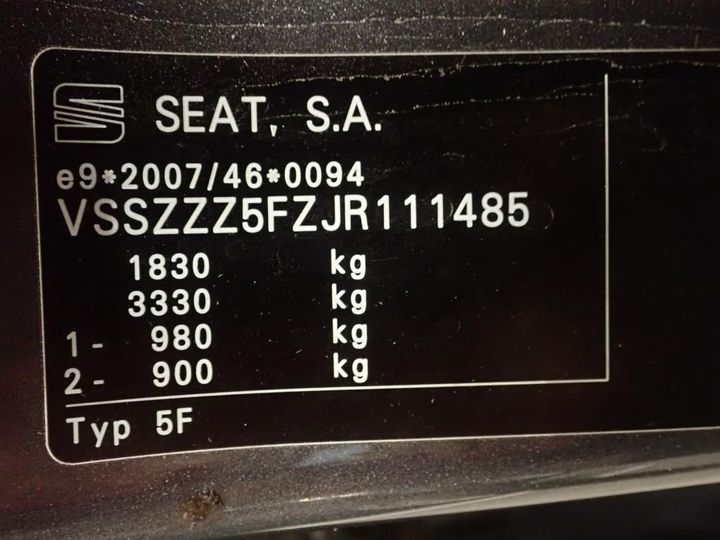 SEAT, S.A.
e9*2007/46*0094
VSSZZZ5FZJR111485
1830 kg
3330 kg
1- 980 kg
2- 900 kg
Typ 5F